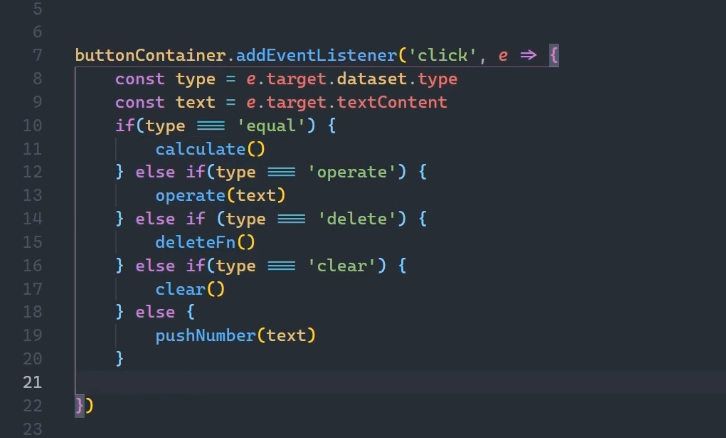 5
6
7 buttonContainer.addEventListener('click', e => {
8 const type = e.target.dataset.type
9 const text = e.target.textContent
10 if(type === 'equal') {
11 calculate()
12 } else if(type === 'operate') {
13 operate(text)
14 } else if (type === 'delete') {
15 deleteFn()
16 } else if(type === 'clear') {
17 clear()
18 } else {
19 pushNumber(text)
20 }
21
22 })
23